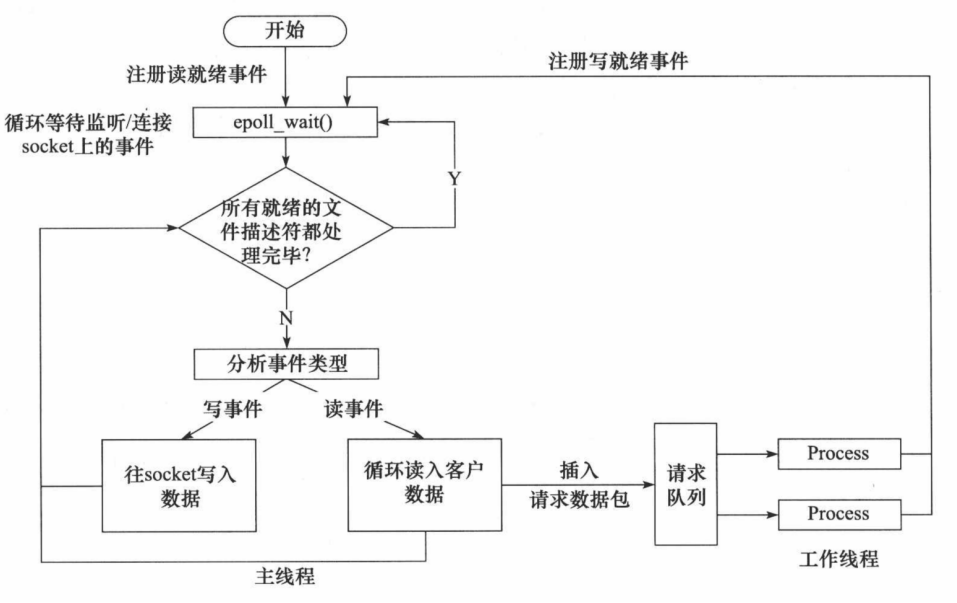 开始
注册读就绪事件
注册写就绪事件
循环等待监听/连接
socket上的事件
epoll_wait()
Y
所有就绪的文
件描述符都处
理完毕?
N
分析事件类型
写事件
读事件
往socket写入
数据
循环读入客户
数据
插入
请求数据包
请求
队列
Process
Process
主线程
工作线程